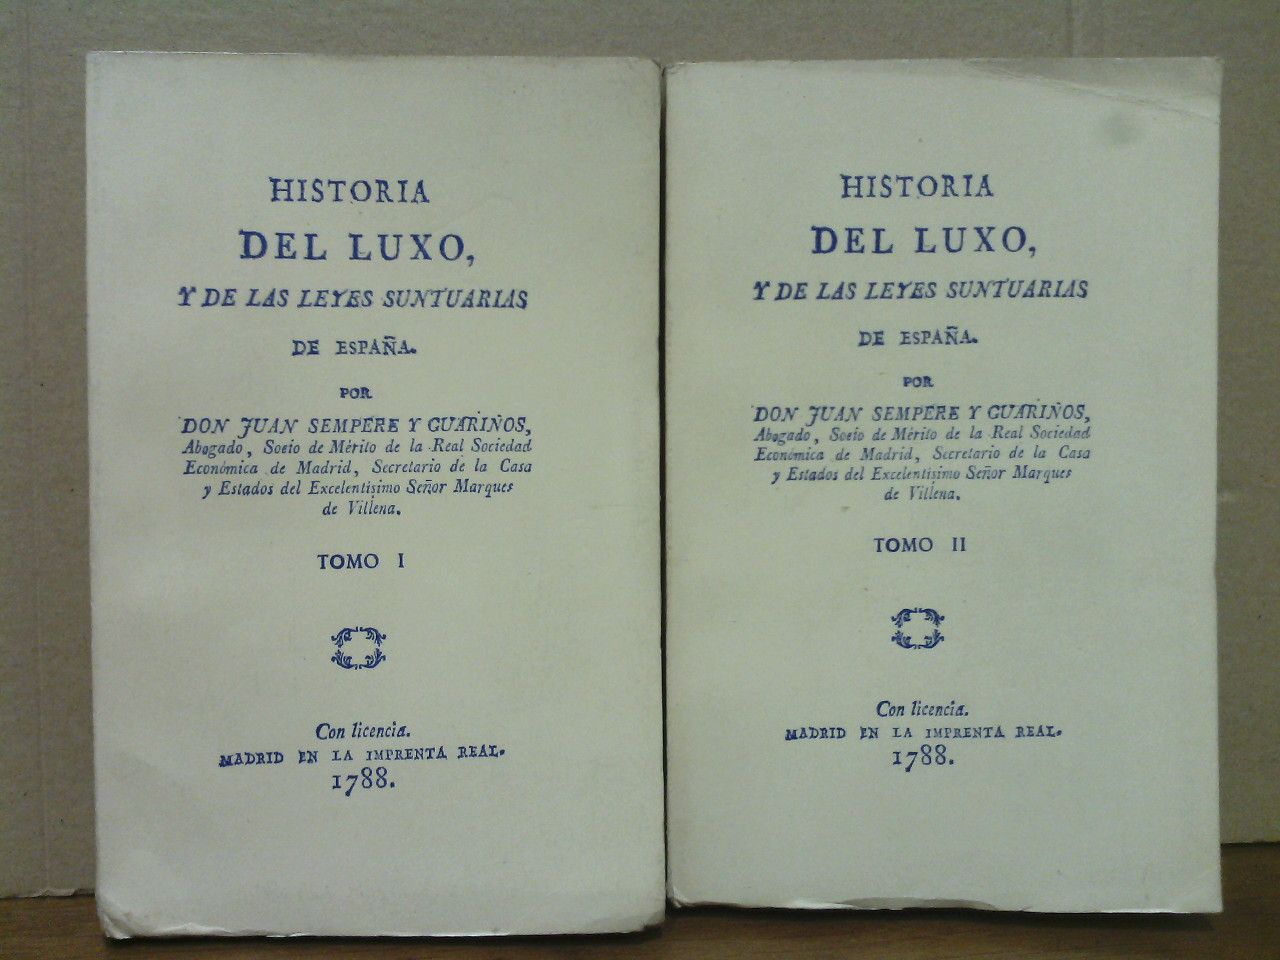 HISTORIA
DEL LUXO,
Y DE LAS LEYES SUNTUARIAS
DE ESPAÑA.
POR
DON JUAN SEMPERE Y GUARIÑOS,
Abogado, Socio de Mérito de la Real Sociedad
Económica de Madrid, Secretario de la Casa
y Estados del Excelentísimo Señor Marques
de Villena.
TOMO I
Con licencia.
MADRID EN LA IMPRENTA REAL.
1788.
HISTORIA
DEL LUXO,
Y DE LAS LEYES SUNTUARIAS
DE ESPAÑA.
POR
DON JUAN SEMPERE Y GUARIÑOS,
Abogado, Socio de Mérito de la Real Sociedad
Económica de Madrid, Secretario de la Casa
y Estados del Excelentísimo Señor Marques
de Villena.
TOMO II
Con licencia.
MADRID EN LA IMPRENTA REAL.
1788.